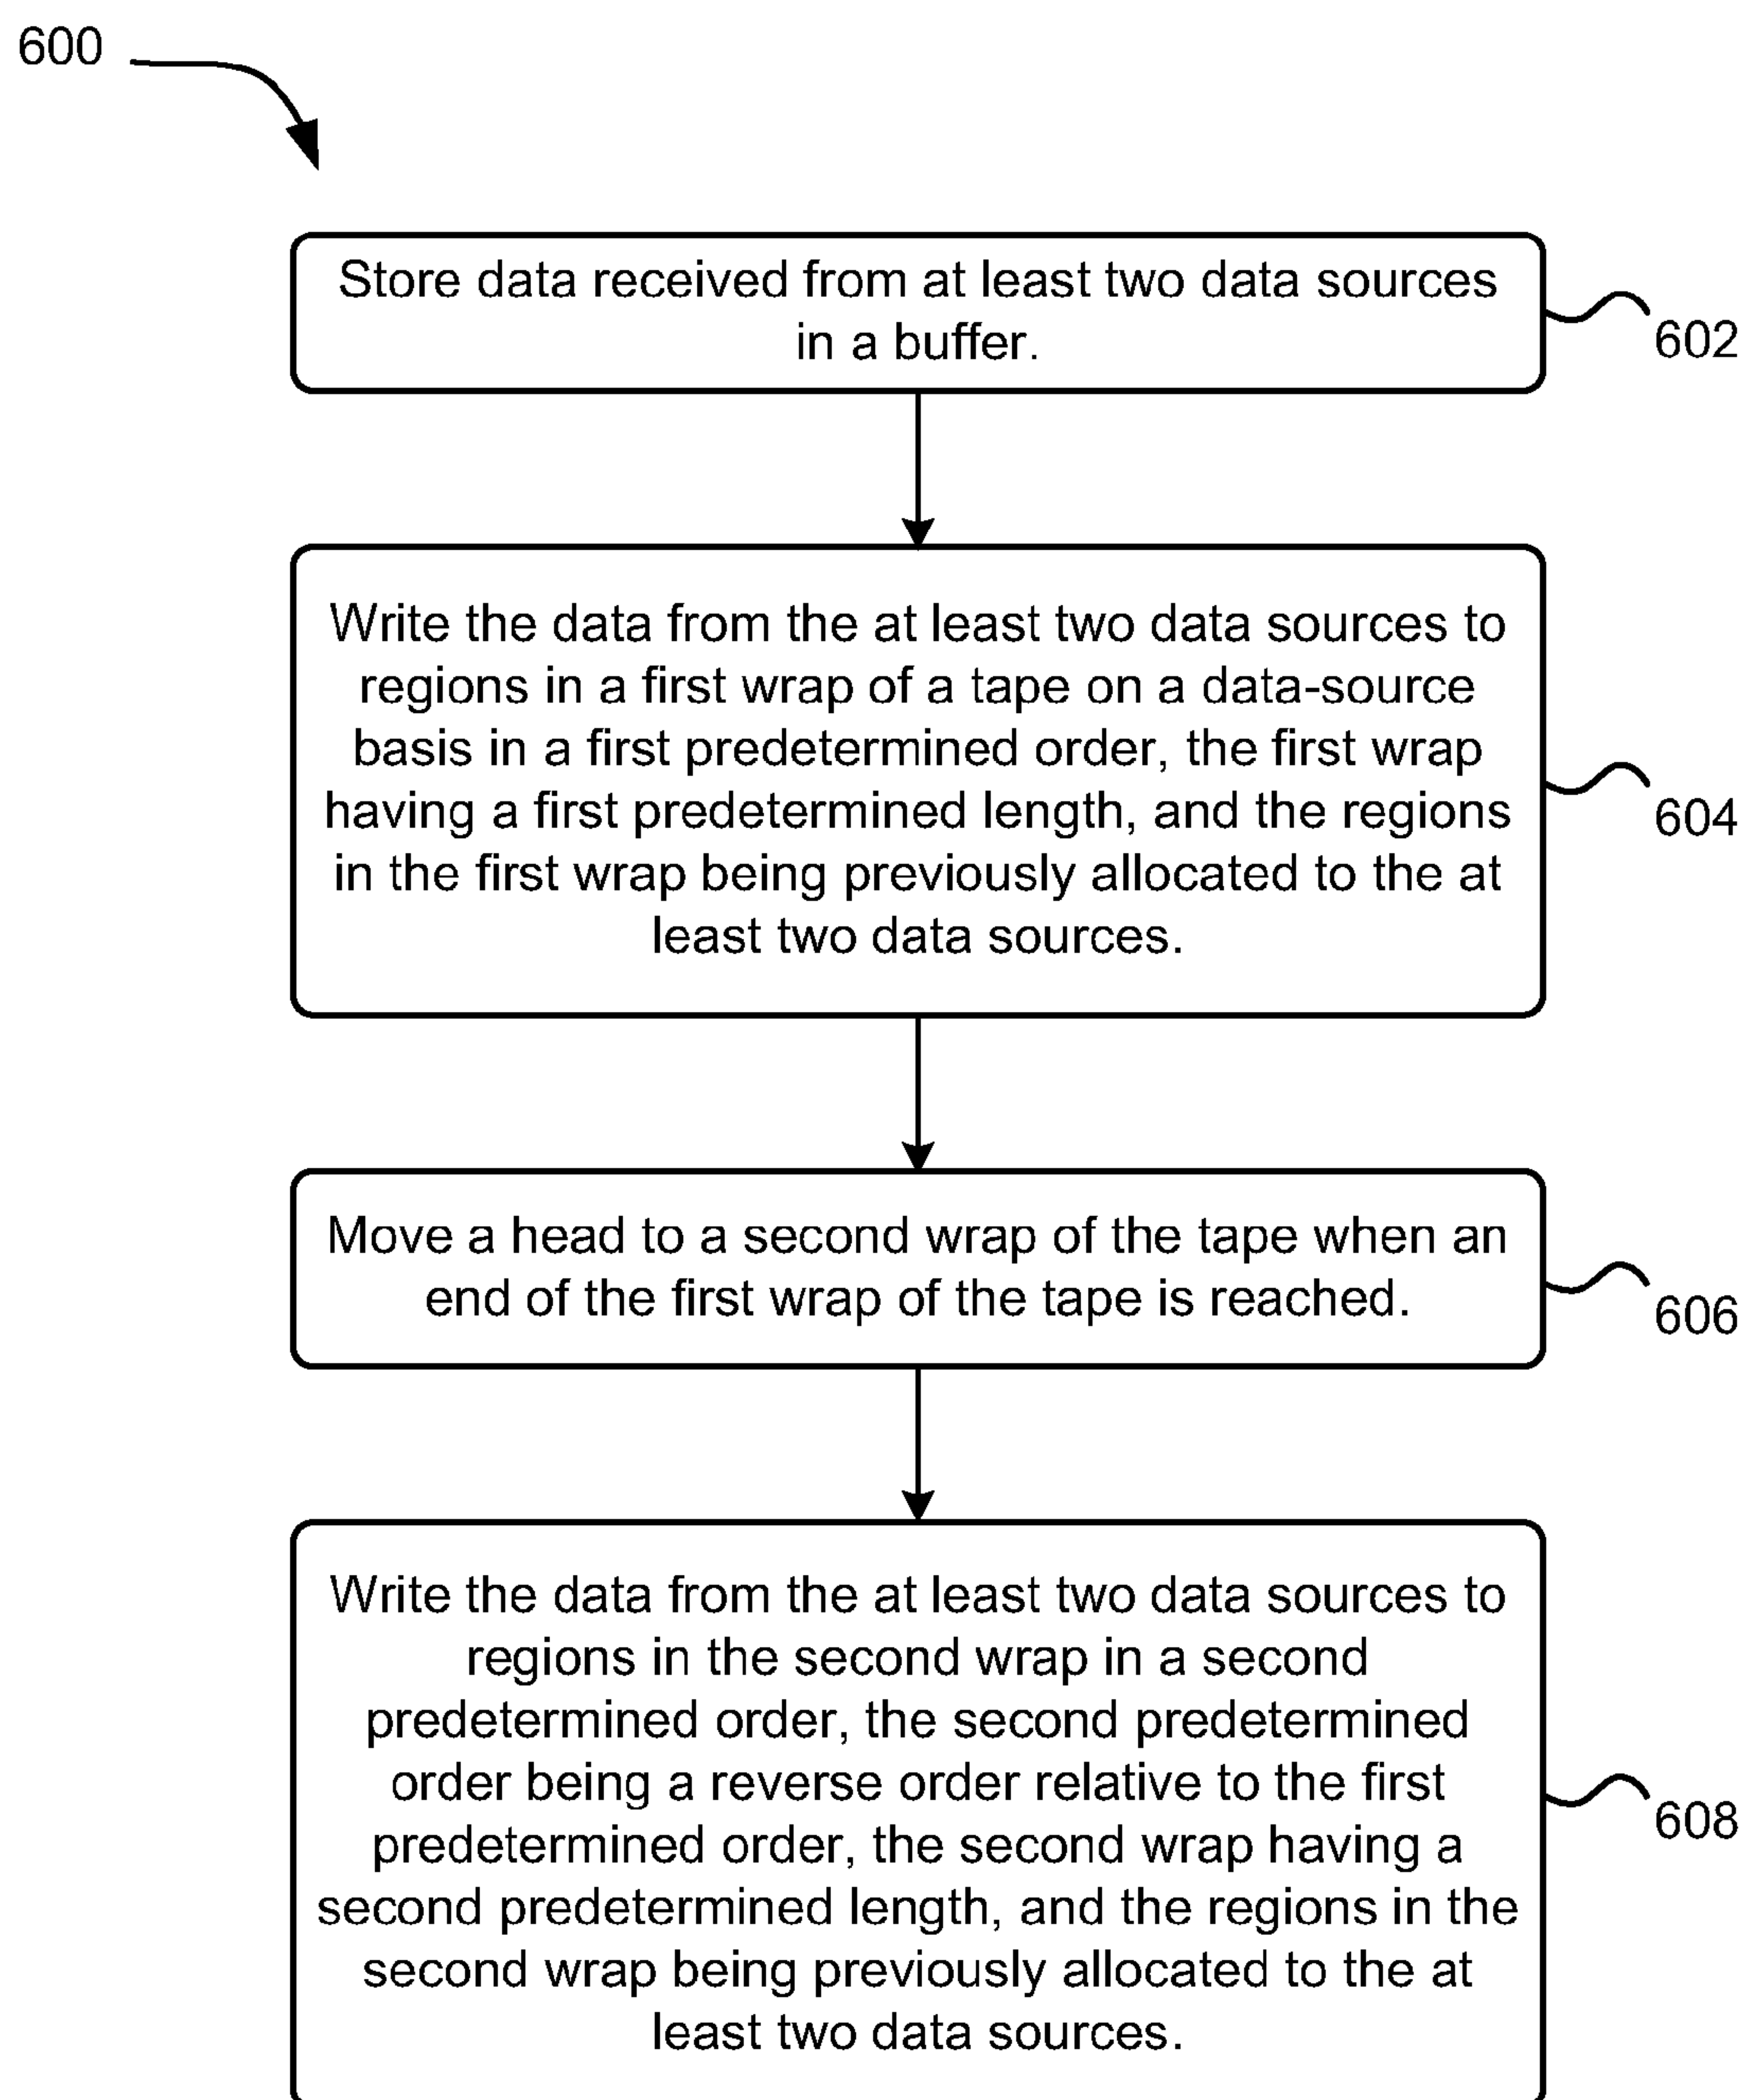 600
Store data received from at least two data sources
in a buffer.
602
Write the data from the at least two data sources to
regions in a first wrap of a tape on a data-source
basis in a first predetermined order, the first wrap
having a first predetermined length, and the regions
in the first wrap being previously allocated to the at
least two data sources.
604
Move a head to a second wrap of the tape when an
end of the first wrap of the tape is reached.
606
Write the data from the at least two data sources to
regions in the second wrap in a second
predetermined order, the second predetermined
order being a reverse order relative to the first
predetermined order, the second wrap having a
second predetermined length, and the regions in the
second wrap being previously allocated to the at
least two data sources.
608